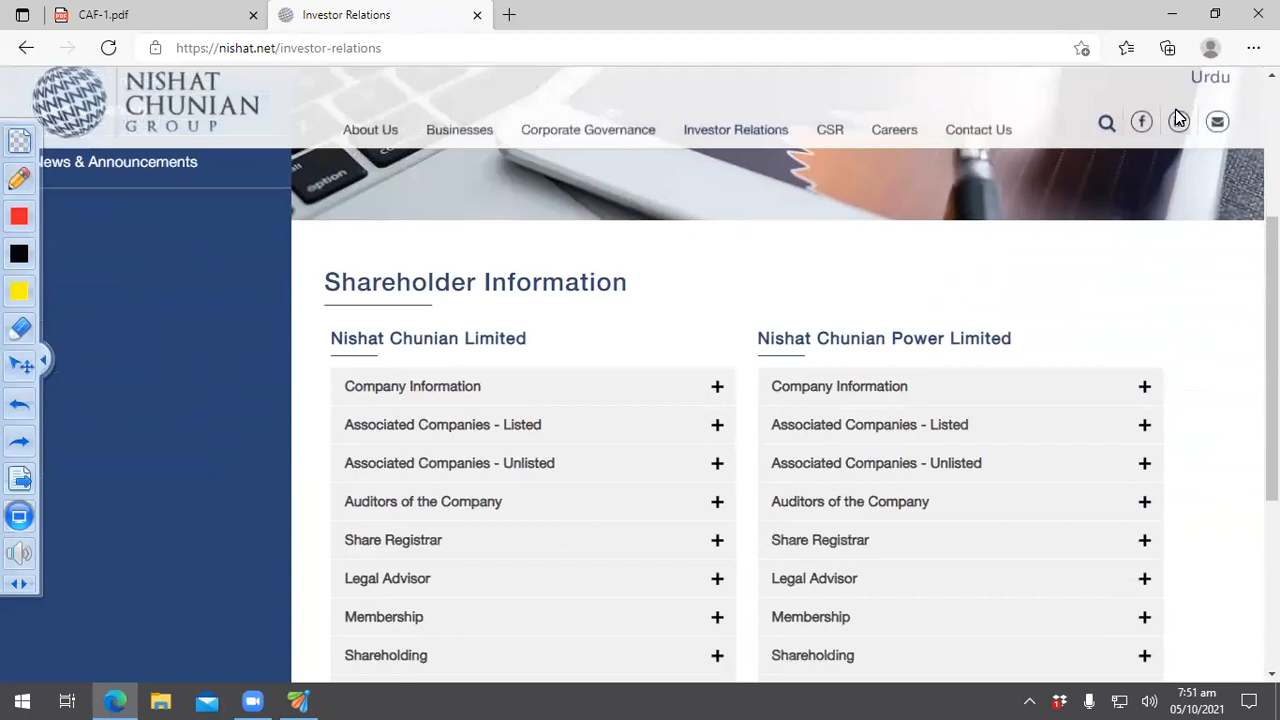 CAF-1.pdf
Investor Relations
https://nishat.net/investor-relations
NISHAT
CHUNIAN
GROUP
Urdu
About Us
Businesses
Corporate Governance
Investor Relations
CSR
Careers
Contact Us
News & Announcements
option
Shareholder Information
Nishat Chunian Limited
Company Information
Associated Companies - Listed
Associated Companies - Unlisted
Auditors of the Company
Share Registrar
Legal Advisor
Membership
Shareholding
Nishat Chunian Power Limited
Company Information
Associated Companies - Listed
Associated Companies - Unlisted
Auditors of the Company
Share Registrar
Legal Advisor
Membership
Shareholding
7:51 am
05/10/2021